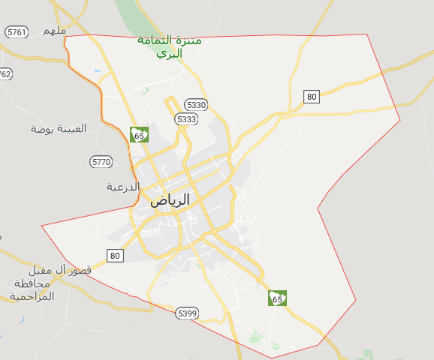 5761
ملهم
762
منتزه الثمامة
البري
80
5330
5333
65
العيينة بوضة
5770
الدرعية
الرياض
80
قصور آل مقبل
محافظة
المزاحمية
65
5399